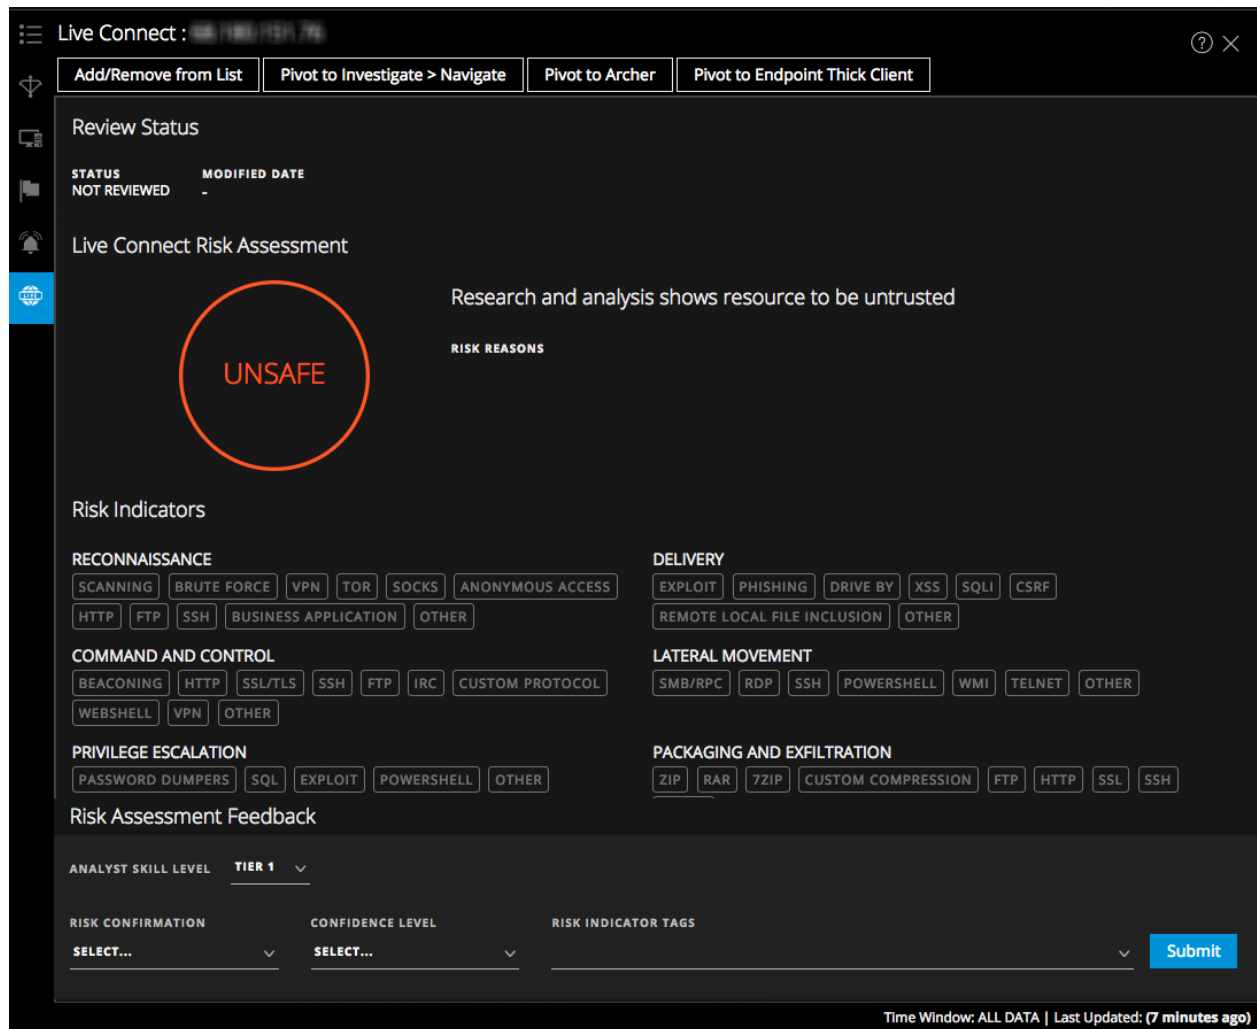 Live Connect :
Add/Remove from List Pivot to Investigate > Navigate Pivot to Archer Pivot to Endpoint Thick Client
Review Status
STATUS MODIFIED DATE
NOT REVIEWED -
Live Connect Risk Assessment
UNSAFE
Research and analysis shows resource to be untrusted
RISK REASONS
Risk Indicators
RECONNAISSANCE
SCANNING BRUTE FORCE VPN TOR SOCKS ANONYMOUS ACCESS
HTTP FTP SSH BUSINESS APPLICATION OTHER
DELIVERY
EXPLOIT PHISHING DRIVE BY XSS SQLI CSRF
REMOTE LOCAL FILE INCLUSION OTHER
COMMAND AND CONTROL
BEACONING HTTP SSL/TLS SSH FTP IRC CUSTOM PROTOCOL
WEBSHELL VPN OTHER
LATERAL MOVEMENT
SMB/RPC RDP SSH POWERSHELL WMI TELNET OTHER
PRIVILEGE ESCALATION
PASSWORD DUMPERS SQL EXPLOIT POWERSHELL OTHER
PACKAGING AND EXFILTRATION
ZIP RAR 7ZIP CUSTOM COMPRESSION FTP HTTP SSL SSH
Risk Assessment Feedback
ANALYST SKILL LEVEL TIER 1
RISK CONFIRMATION CONFIDENCE LEVEL RISK INDICATOR TAGS
SELECT... SELECT... Submit
Time Window: ALL DATA | Last Updated: (7 minutes ago)
LIVE